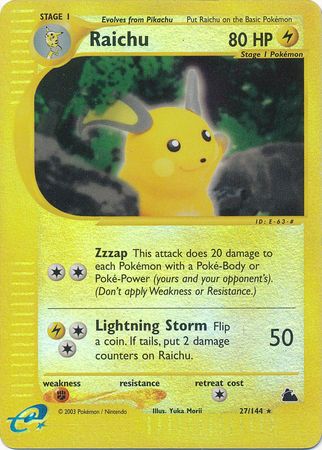 STAGE 1
Evolves from Pikachu
Put Raichu on the Basic Pokémon
Raichu
80 HP
Stage 1 Pokémon
ID: E-63-#
Zzzap This attack does 20 damage to
each Pokémon with a Poké-Body or
Poké-Power (yours and your opponent's).
(Don't apply Weakness or Resistance.)
Lightning Storm Flip
a coin. If tails, put 2 damage
counters on Raichu.
50
weakness
resistance
retreat cost
e
© 2003 Pokémon / Nintendo
Illus. Yuka Morii
27/144 ★